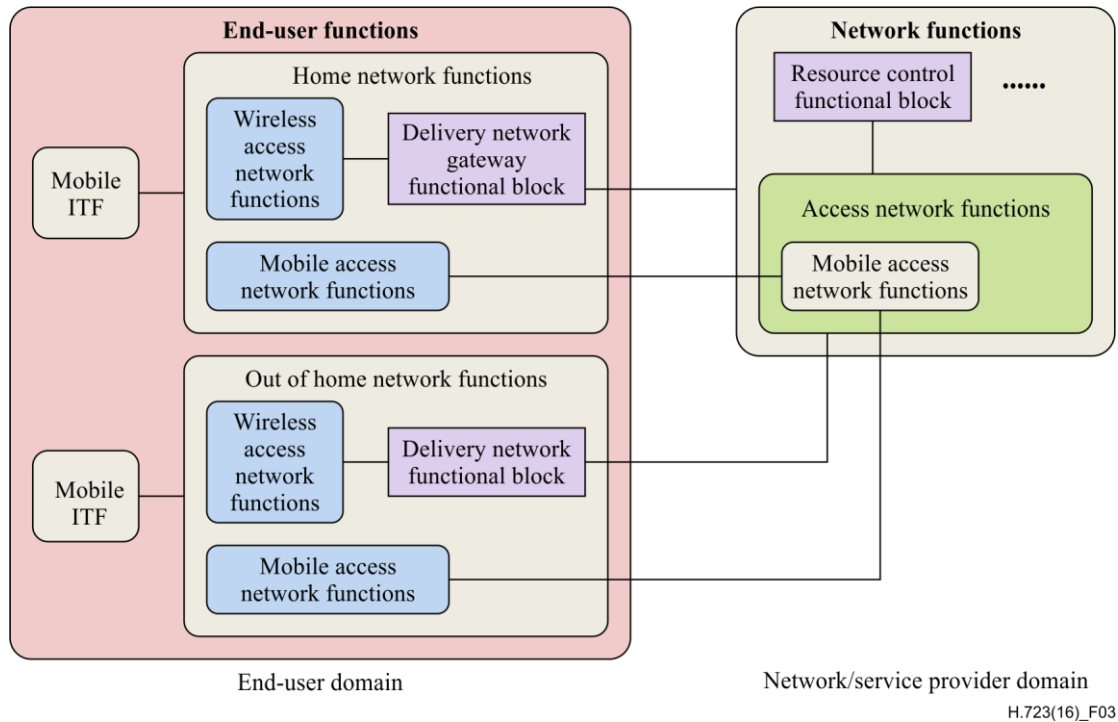 End-user functions
Home network functions
Wireless
access
network
functions
Delivery network
gateway
functional block
Mobile
ITF
Mobile access
network functions
Out of home network functions
Wireless
access
network
functions
Delivery network
functional block
Mobile
ITF
Mobile access
network functions
End-user domain
Network functions
Resource control
functional block
......
Access network functions
Mobile access
network functions
Network/service provider domain
H.723(16)_F03